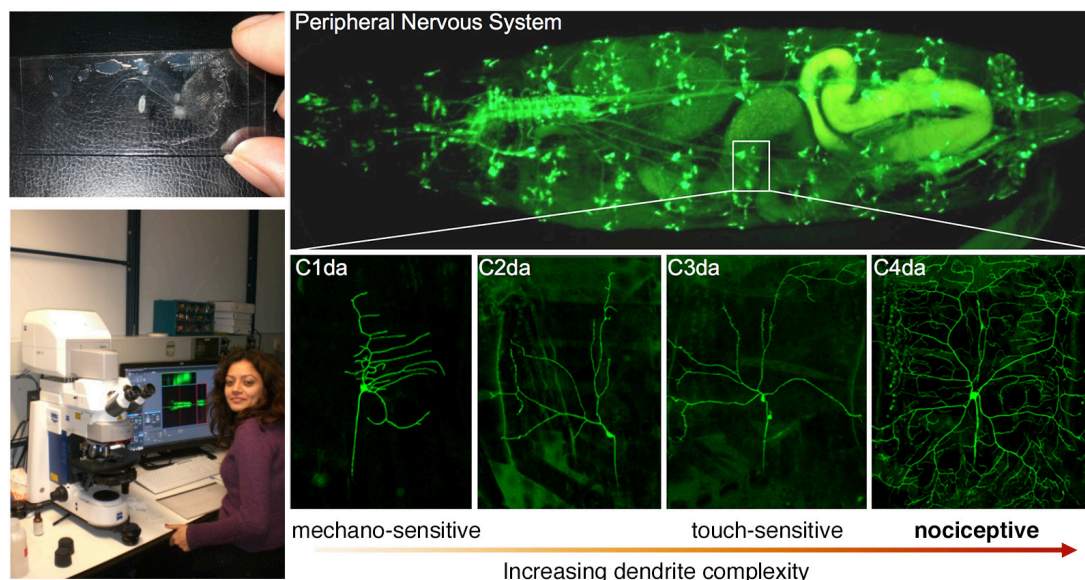 Peripheral Nervous System
C1da
C2da
C3da
C4da
mechano-sensitive
touch-sensitive
nociceptive
Increasing dendrite complexity